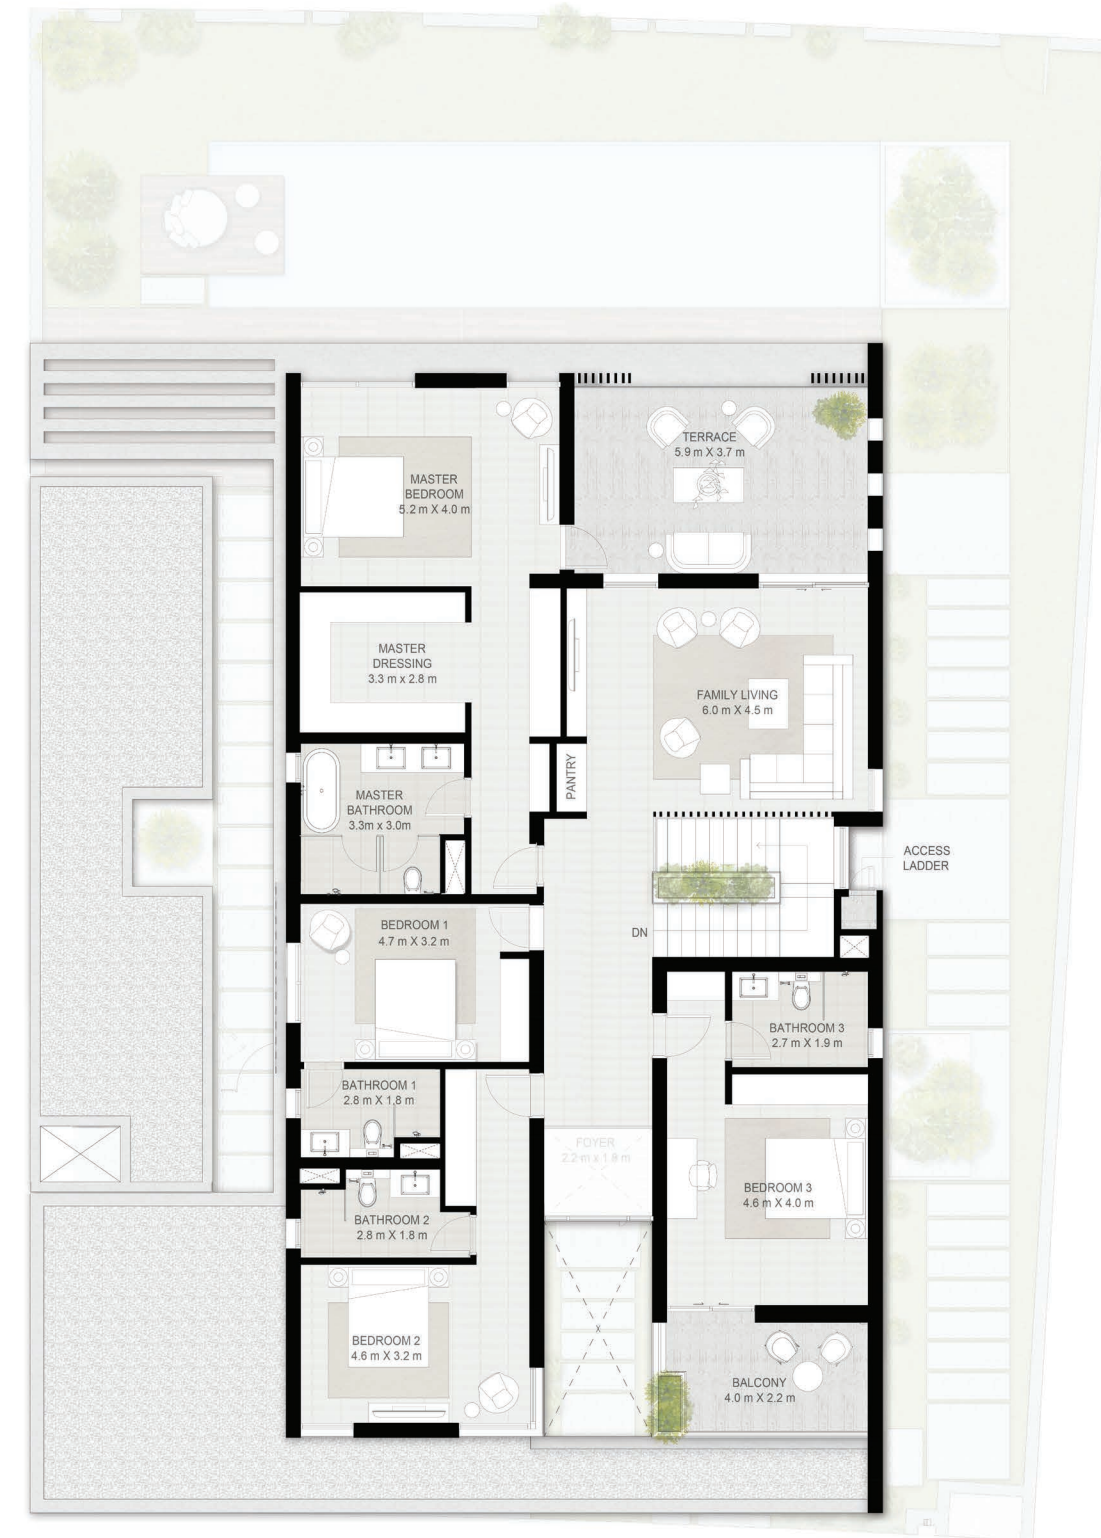 TERRACE
5.9 m X 3.7 m
MASTER
BEDROOM
5.2 m X 4.0 m
MASTER
DRESSING
3.3 m x 2.8 m
FAMILY LIVING
6.0 m X 4.5 m
PANTRY
MASTER
BATHROOM
3.3m x 3.0m
ACCESS
LADDER
BEDROOM 1
4.7 m X 3.2 m
DN
BATHROOM 3
2.7 m X 1.9 m
BATHROOM 1
2.8 m X 1.8 m
FOYER
2.2 m x 1.8 m
BEDROOM 3
4.6 m X 4.0 m
BATHROOM 2
2.8 m X 1.8 m
BEDROOM 2
4.6 m X 3.2 m
BALCONY
4.0 m X 2.2 m